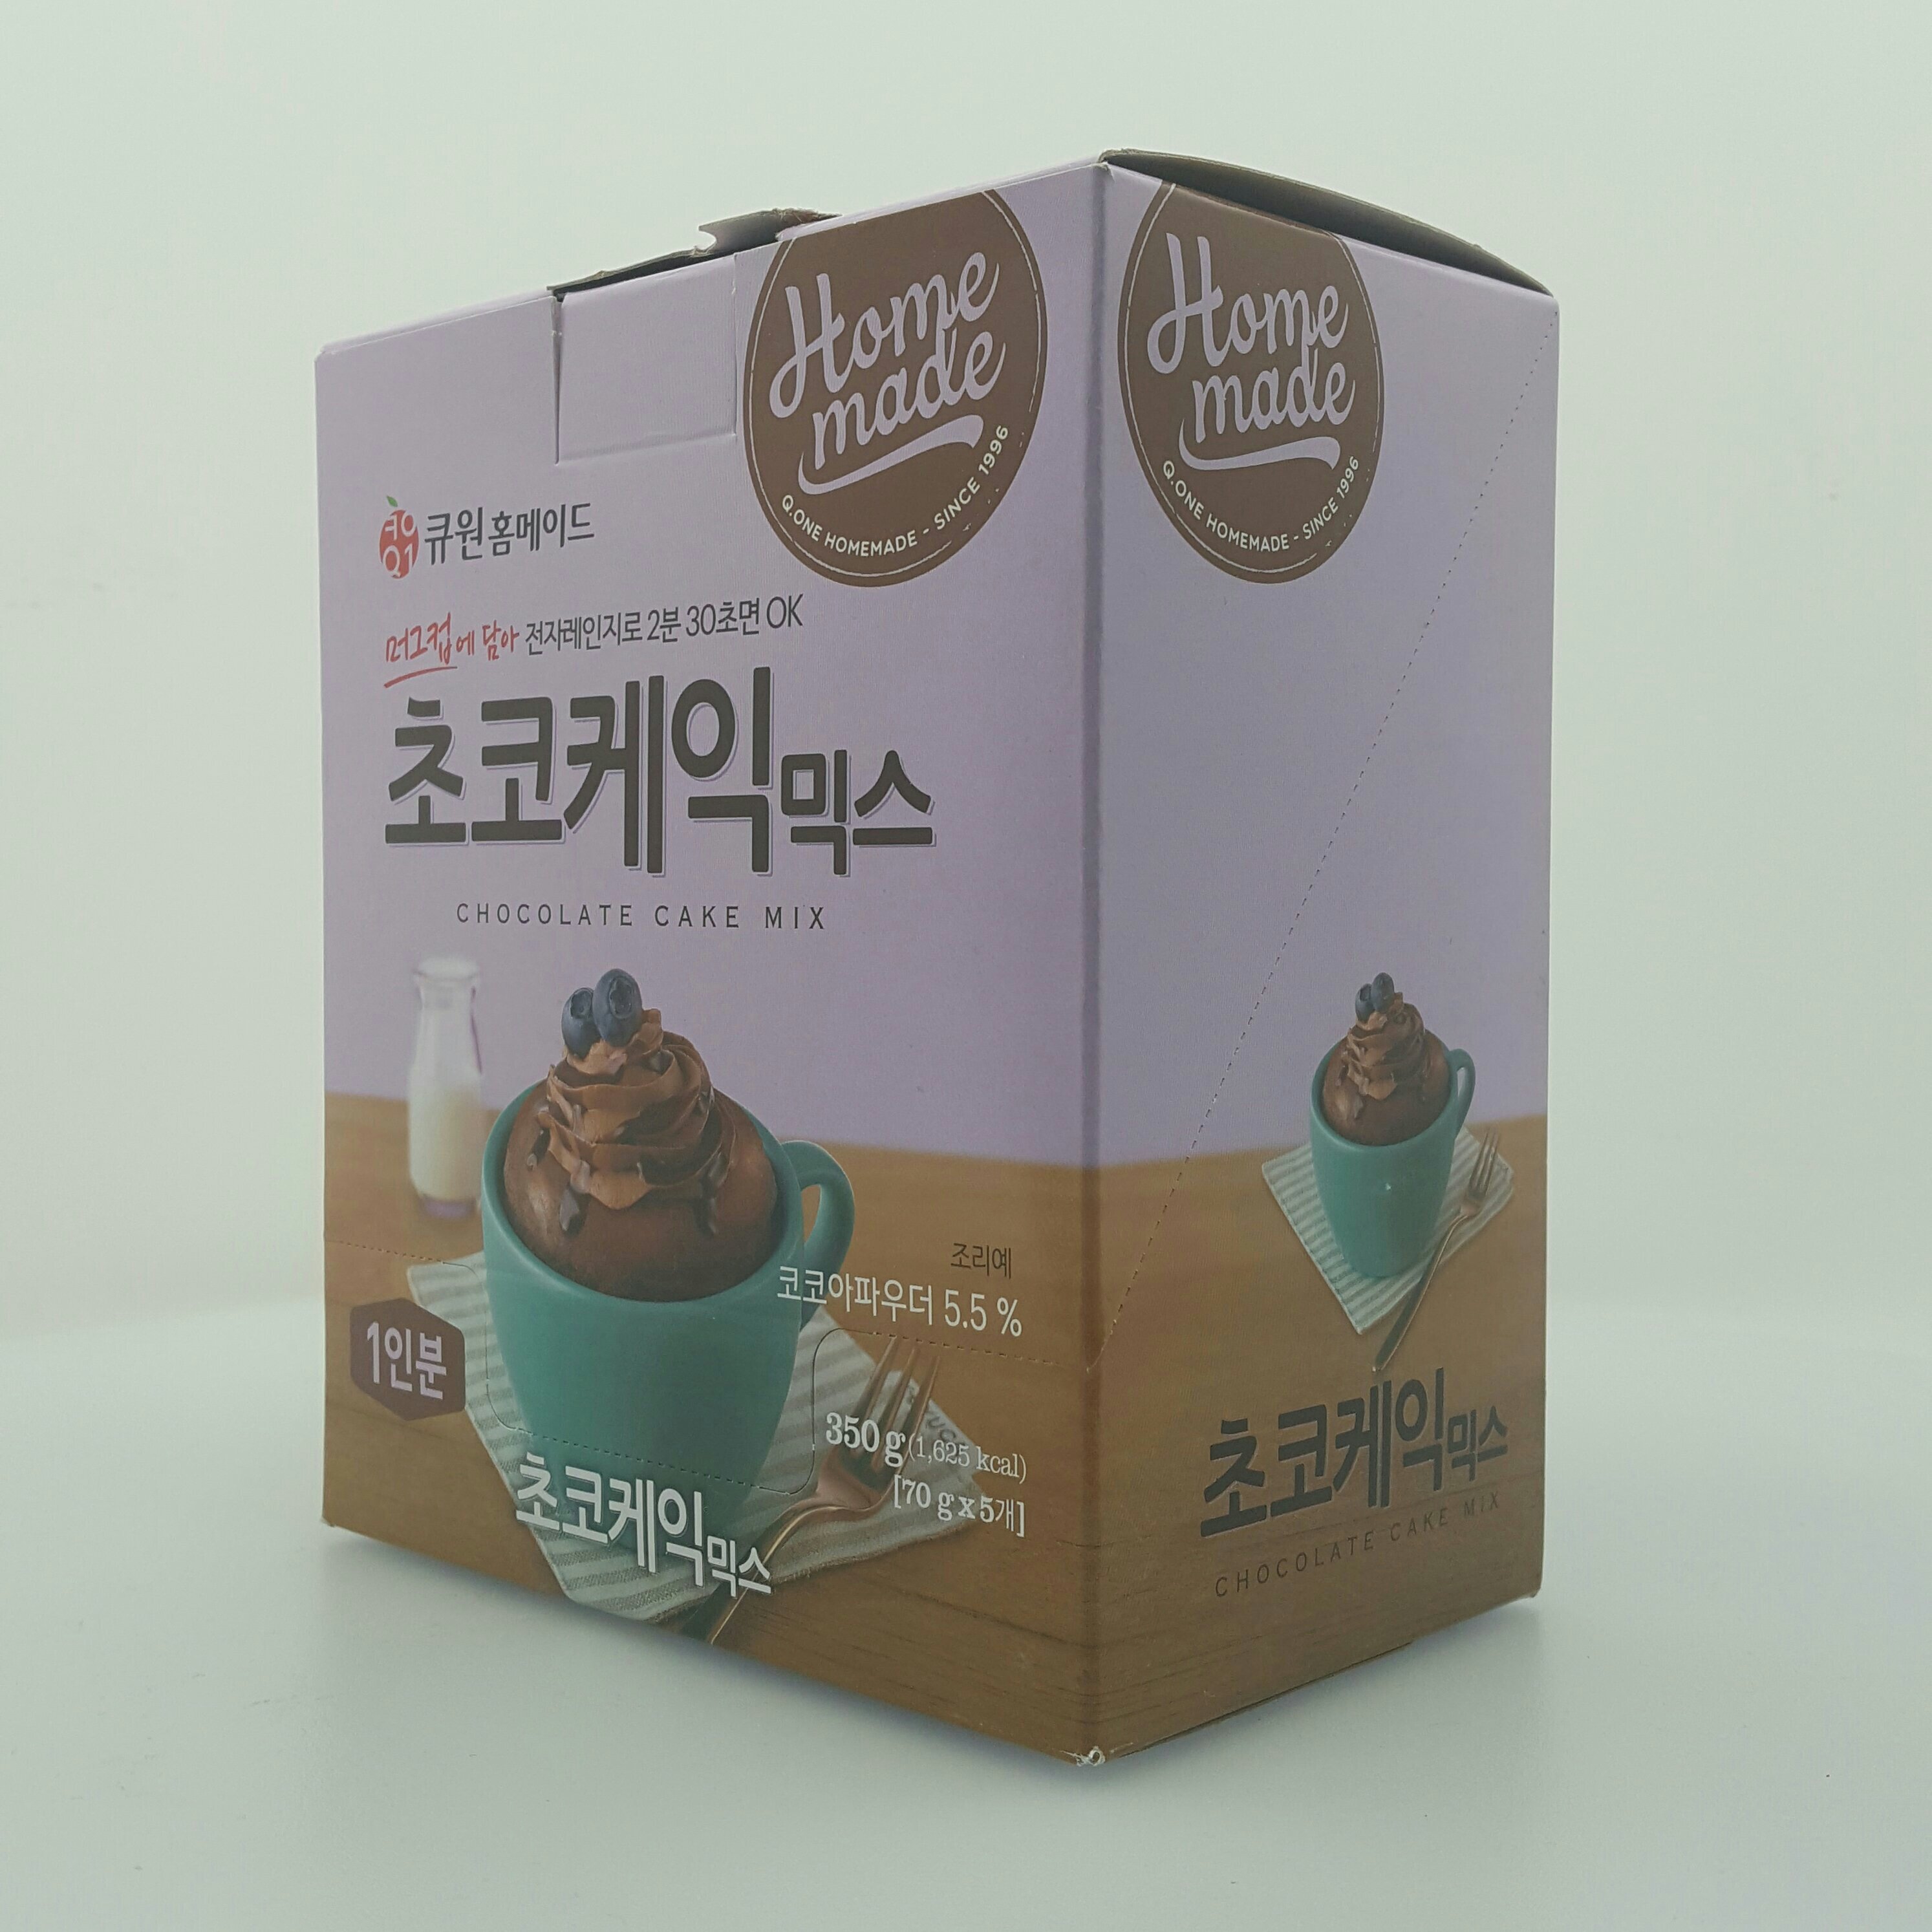 Home
made
Q.ONE HOMEMADE - SINCE 1996
큐원 홈메이드
머그컵에 담아 전자레인지로 2분 30초면 OK
초코케익믹스
CHOCOLATE CAKE MIX
조리예
코코아파우더 5.5 %
1인분
350 g (1,625 kcal)
[70 g x 5개]
초코케익믹스
Home
made
Q.ONE HOMEMADE - SINCE 1996
초코케익믹스
CHOCOLATE CAKE MIX